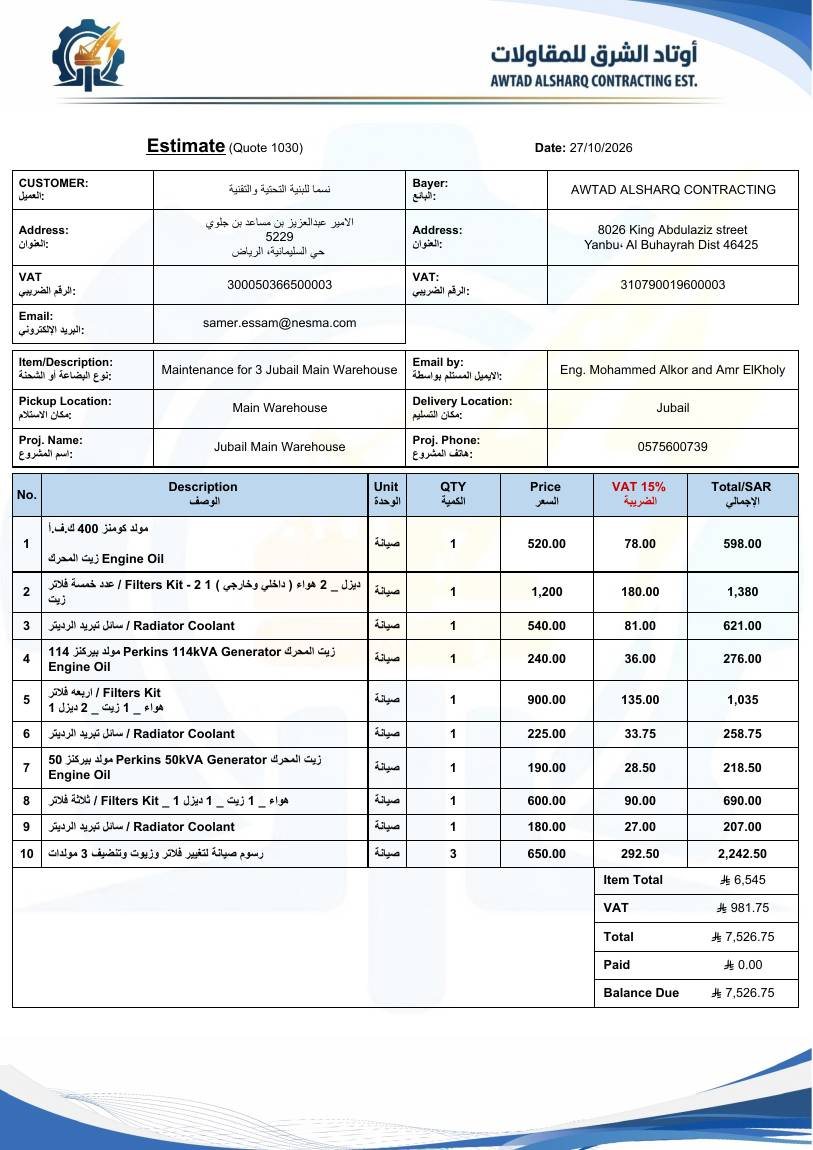 أوتاد الشرق للمقاولات
AWTAD ALSHARQ CONTRACTING EST.
Estimate (Quote 1030)
Date: 27/10/2026
CUSTOMER:
العميل:
نسما للبنية التحتية والتقنية
Bayer:
البائع:
AWTAD ALSHARQ CONTRACTING
Address:
العنوان:
الامير عبدالعزيز بن مساعد بن جلوي
5229
حي السليمانية، الرياض
Address:
العنوان:
8026 King Abdulaziz street
Yanbu، Al Buhayrah Dist 46425
VAT
الرقم الضريبي:
300050366500003
VAT:
الرقم الضريبي:
310790019600003
Email:
البريد الإلكتروني:
samer.essam@nesma.com
Item/Description:
نوع البضاعة أو الشحنة:
Maintenance for 3 Jubail Main Warehouse
Email by:
الايميل المستلم بواسطة:
Eng. Mohammed Alkor and Amr ElKholy
Pickup Location:
مكان الاستلام:
Main Warehouse
Delivery Location:
مكان التسليم:
Jubail
Proj. Name:
اسم المشروع:
Jubail Main Warehouse
Proj. Phone:
هاتف المشروع:
0575600739
No.
Description
الوصف
Unit
الوحدة
QTY
الكمية
Price
السعر
VAT 15%
الضريبة
Total/SAR
الإجمالي
1
مولد كومنز 400 ك.ف.أ
زيت المحرك Engine Oil
صيانة
1
520.00
78.00
598.00
2
عدد خمسة فلاتر / Filters Kit - 2 ديزل _ 2 هواء ( داخلي وخارجي ) 1
زيت
صيانة
1
1,200
180.00
1,380
3
سائل تبريد الرديتر / Radiator Coolant
صيانة
1
540.00
81.00
621.00
4
114 مولد بيركنز Perkins 114kVA Generator زيت المحرك
Engine Oil
صيانة
1
240.00
36.00
276.00
5
اربعه فلاتر / Filters Kit
1 هواء _ 1 زيت _ 2 ديزل
صيانة
1
900.00
135.00
1,035
6
سائل تبريد الرديتر / Radiator Coolant
صيانة
1
225.00
33.75
258.75
7
50 مولد بيركنز Perkins 50kVA Generator زيت المحرك
Engine Oil
صيانة
1
190.00
28.50
218.50
8
ثلاثة فلاتر / Filters Kit _ 1 هواء _ 1 زيت _ 1 ديزل
صيانة
1
600.00
90.00
690.00
9
سائل تبريد الرديتر / Radiator Coolant
صيانة
1
180.00
27.00
207.00
10
رسوم صيانة لتغيير فلاتر وزيوت وتنضيف 3 مولدات
صيانة
3
650.00
292.50
2,242.50
Item Total
⃁ 6,545
VAT
⃁ 981.75
Total
⃁ 7,526.75
Paid
⃁ 0.00
Balance Due
⃁ 7,526.75